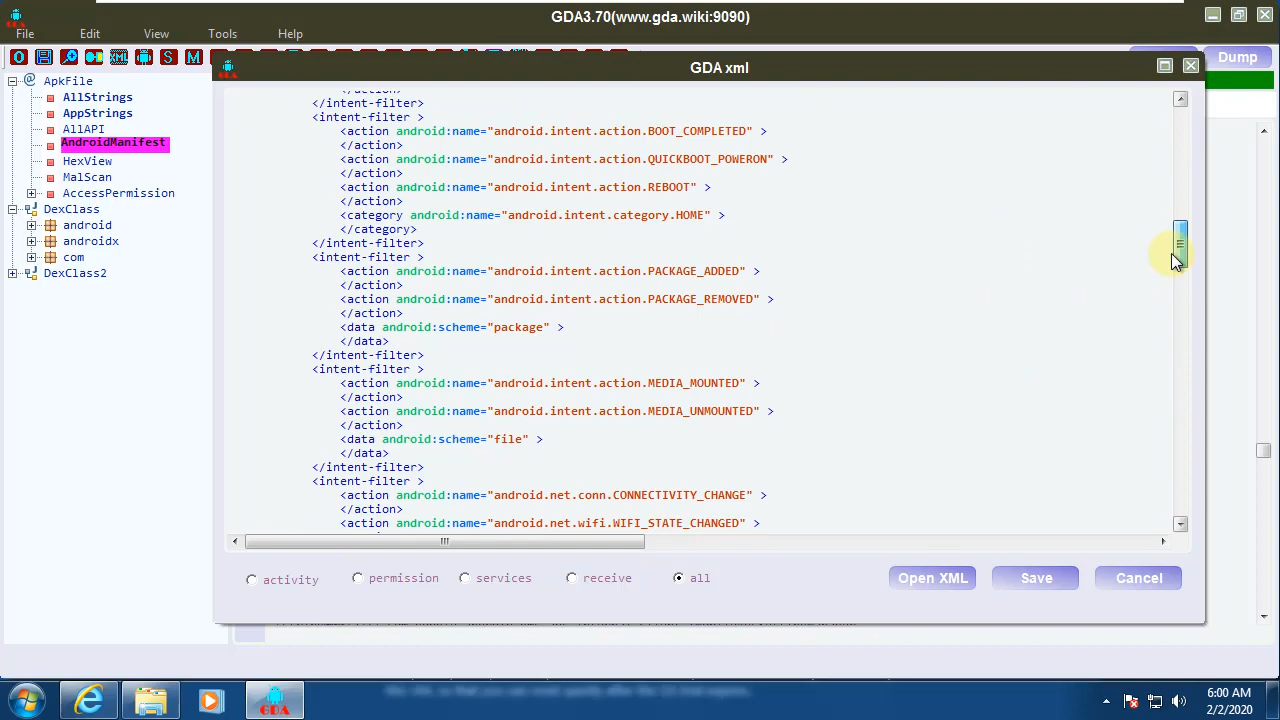 GDA3.70(www.gda.wiki:9090)
File Edit View Tools Help
O XML S M
Dump
GDA xml
@ ApkFile
AllStrings
AppStrings
AllAPI
AndroidManifest
HexView
MalScan
AccessPermission
DexClass
android
androidx
com
DexClass2
</action>
</intent-filter>
<intent-filter >
<action android:name="android.intent.action.BOOT_COMPLETED" >
</action>
<action android:name="android.intent.action.QUICKBOOT_POWERON" >
</action>
<action android:name="android.intent.action.REBOOT" >
</action>
<category android:name="android.intent.category.HOME" >
</category>
</intent-filter>
<intent-filter >
<action android:name="android.intent.action.PACKAGE_ADDED" >
</action>
<action android:name="android.intent.action.PACKAGE_REMOVED" >
</action>
<data android:scheme="package" >
</data>
</intent-filter>
<intent-filter >
<action android:name="android.intent.action.MEDIA_MOUNTED" >
</action>
<action android:name="android.intent.action.MEDIA_UNMOUNTED" >
</action>
<data android:scheme="file" >
</data>
</intent-filter>
<intent-filter >
<action android:name="android.net.conn.CONNECTIVITY_CHANGE" >
</action>
<action android:name="android.net.wifi.WIFI_STATE_CHANGED" >
activity permission services receive all
Open XML Save Cancel
GDA
6:00 AM
2/2/2020